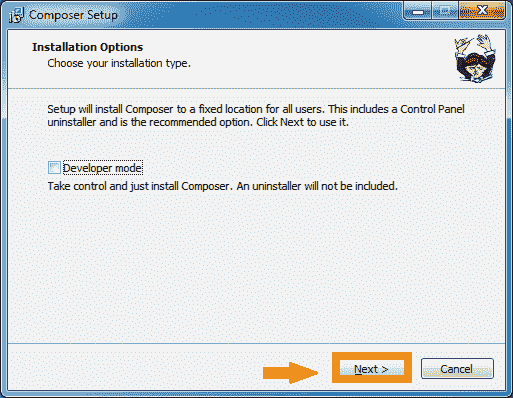 Composer Setup
Installation Options
Choose your installation type.
Setup will install Composer to a fixed location for all users. This includes a Control Panel
uninstaller and is the recommended option. Click Next to use it.
Developer mode
Take control and just install Composer. An uninstaller will not be included.
Next >
Cancel